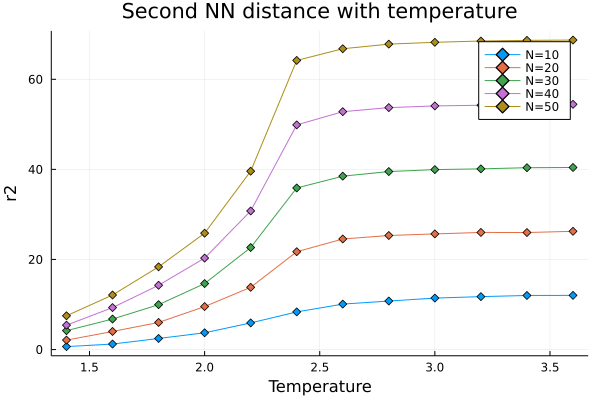 Second NN distance with temperature
N=10
N=20
N=30
N=40
N=50
60
40
20
0
r2
1.5 2.0 2.5 3.0 3.5
Temperature